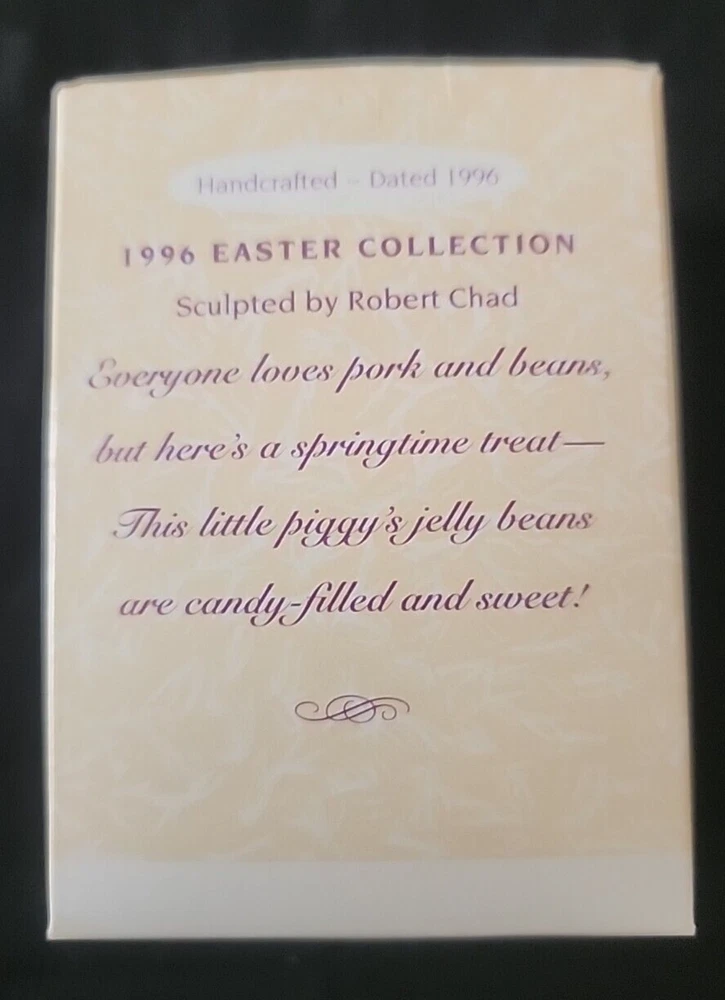 Handcrafted - Dated 1996
1996 EASTER COLLECTION
Sculpted by Robert Chad
Everyone loves pork and beans,
but here's a springtime treat—
This little piggy's jelly beans
are candy-filled and sweet!